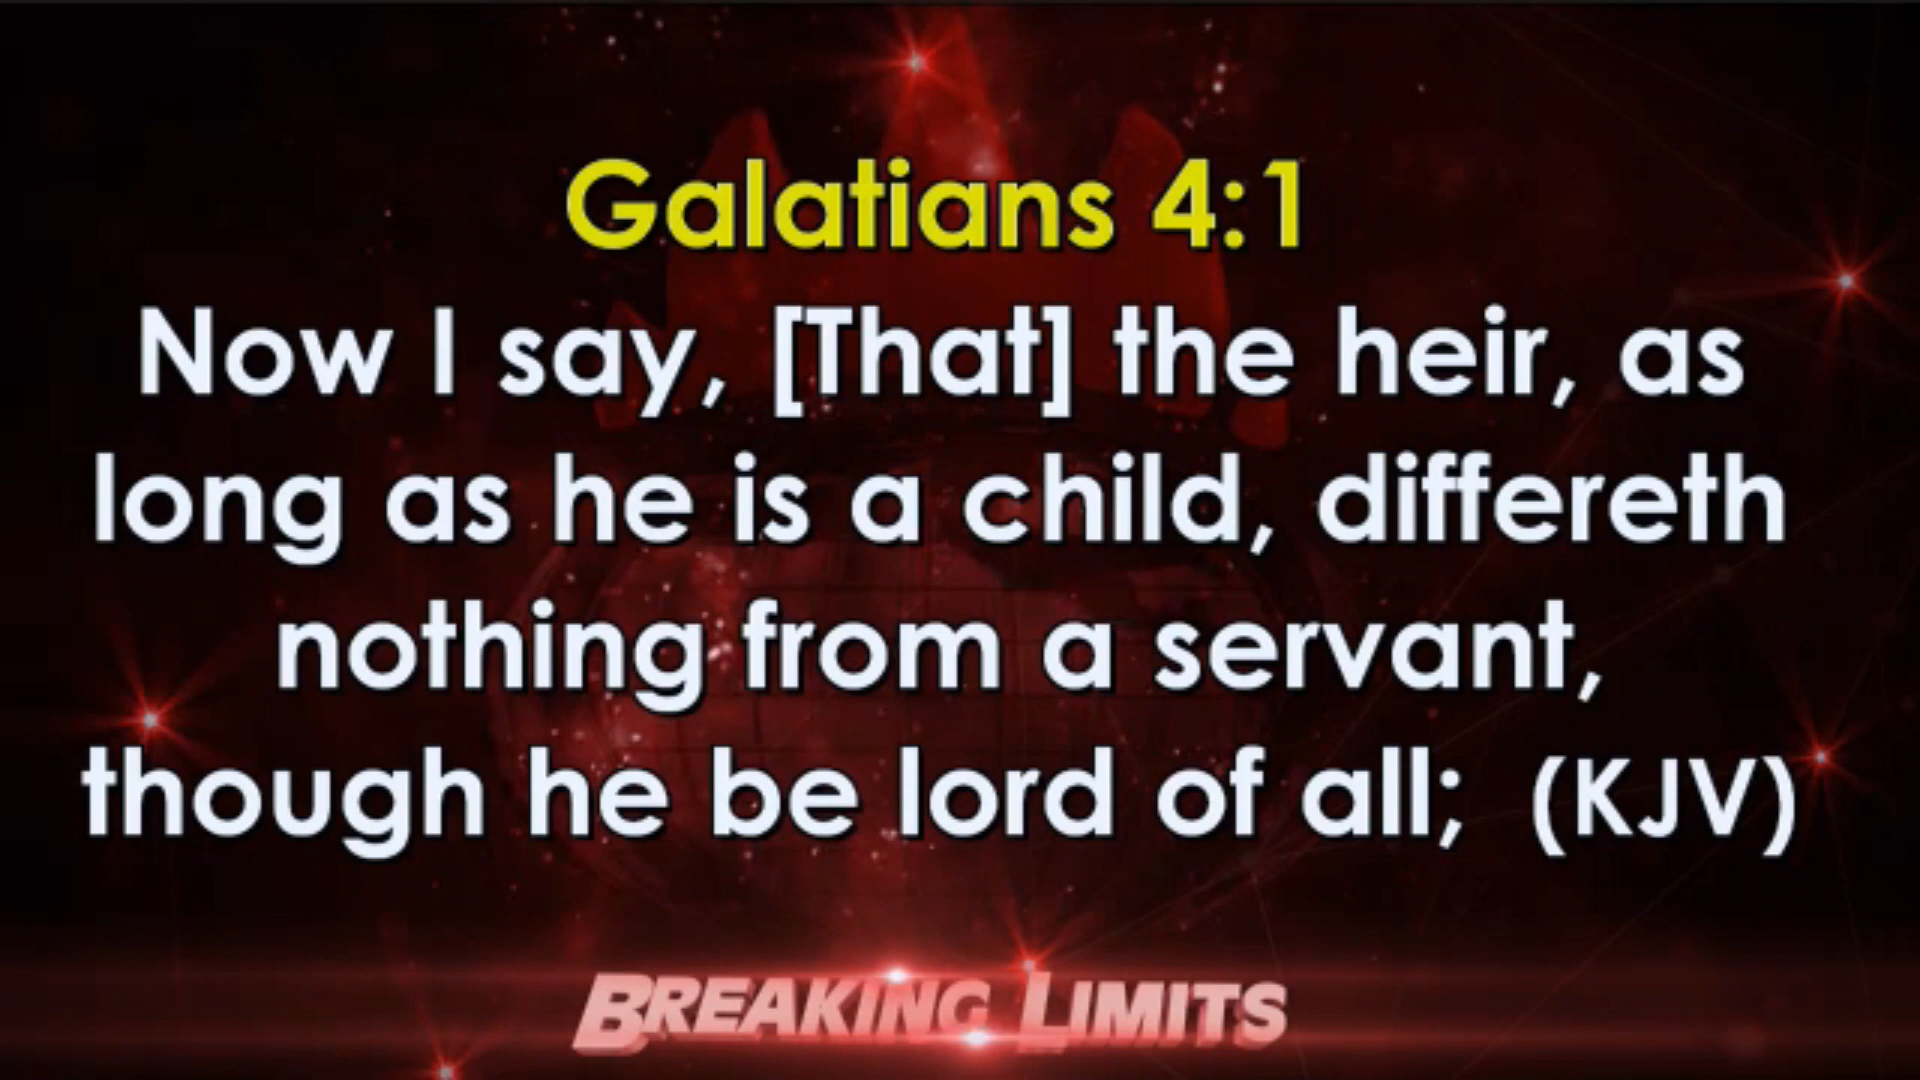 Galatians 4:1
Now I say, [That] the heir, as
long as he is a child, differeth
nothing from a servant,
though he be lord of all; (KJV)
BREAKING LIMITS